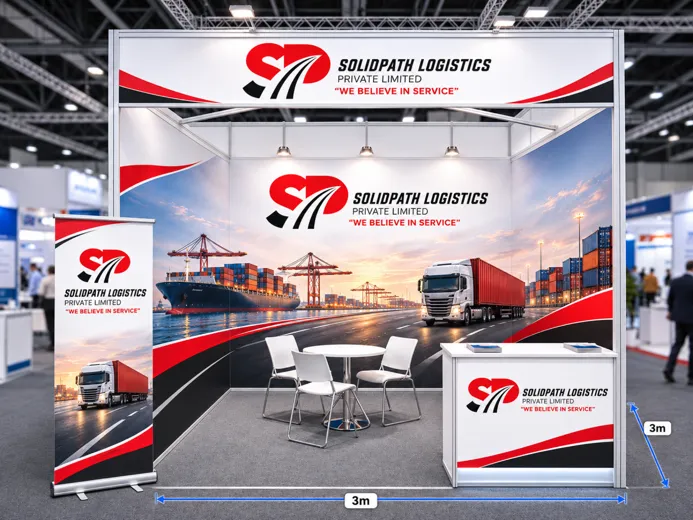 SP
SOLIDPATH LOGISTICS
PRIVATE LIMITED
"WE BELIEVE IN SERVICE"
SP
SOLIDPATH LOGISTICS
PRIVATE LIMITED
"WE BELIEVE IN SERVICE"
SP
SOLIDPATH LOGISTICS
PRIVATE LIMITED
"WE BELIEVE IN SERVICE"
SP
SOLIDPATH LOGISTICS
PRIVATE LIMITED
"WE BELIEVE IN SERVICE"
3m
3m